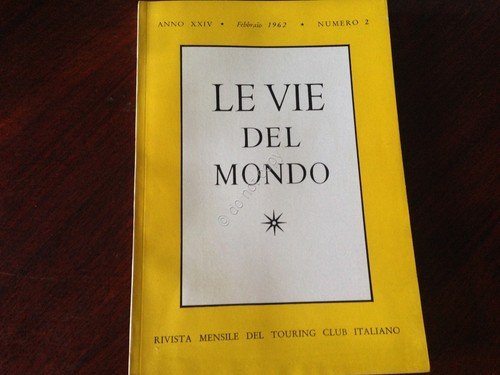 ANNO XXIV • Febbraio 1962 • NUMERO 2
LE VIE
DEL
MONDO
RIVISTA MENSILE DEL TOURING CLUB ITALIANO